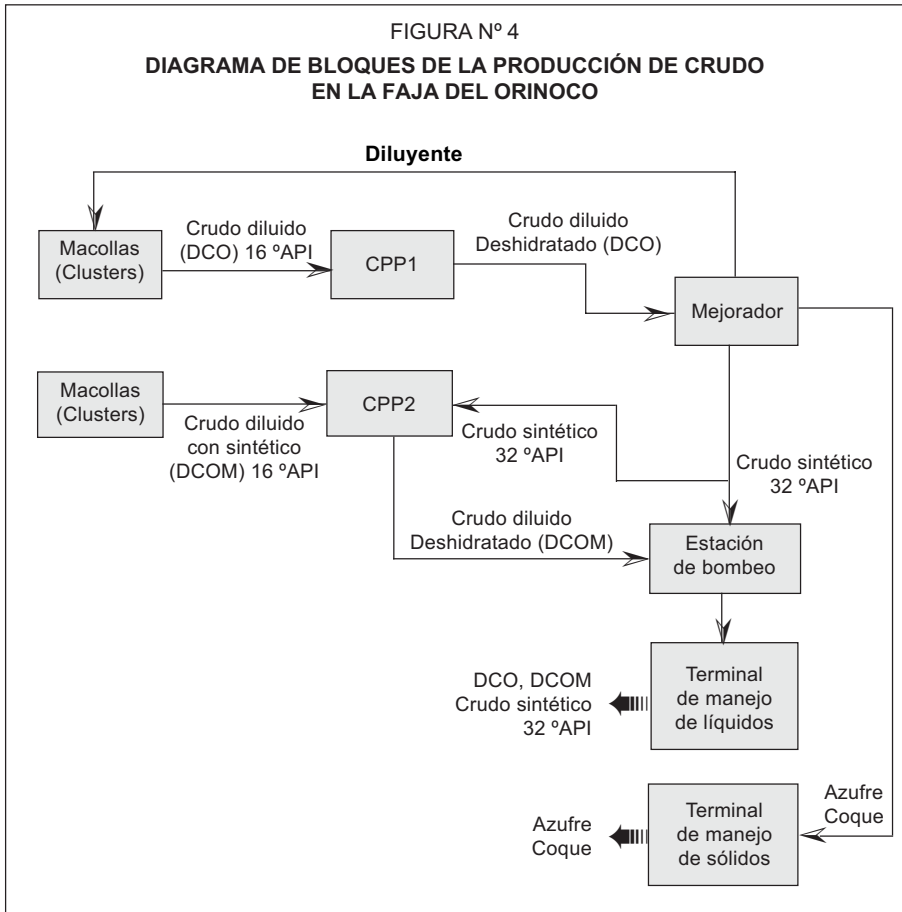 FIGURA Nº 4
DIAGRAMA DE BLOQUES DE LA PRODUCCIÓN DE CRUDO
EN LA FAJA DEL ORINOCO
Diluyente
Macollas
(Clusters)
Crudo diluido
(DCO) 16 ºAPI
CPP1
Crudo diluido
Deshidratado (DCO)
Mejorador
Macollas
(Clusters)
Crudo diluido
con sintético
(DCOM) 16 ºAPI
CPP2
Crudo sintético
32 ºAPI
Crudo sintético
32 ºAPI
Crudo diluido
Deshidratado (DCOM)
Estación
de bombeo
DCO, DCOM
Crudo sintético
32 ºAPI
Terminal
de manejo
de líquidos
Azufre
Coque
Terminal
de manejo
de sólidos
Azufre
Coque